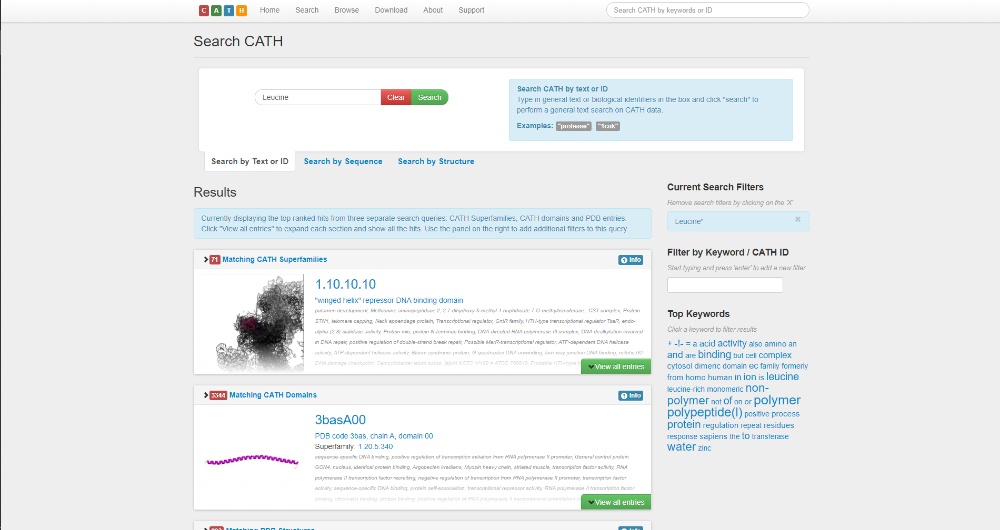 C A T H Home Search Browse Download About Support Search CATH by keywords or ID
Search CATH
Leucine Clear Search
Search CATH by text or ID
Type in general text or biological identifiers in the box and click "search" to
perform a general text search on CATH data.
Examples: "protease", "1cuk"
Search by Text or ID Search by Sequence Search by Structure
Results
Currently displaying the top ranked hits from three separate search queries: CATH Superfamilies, CATH domains and PDB entries.
Click "View all entries" to expand each section and show all the hits. Use the panel on the right to add additional filters to this query.
71 Matching CATH Superfamilies Info
1.10.10.10
"winged helix" repressor DNA binding domain
putamen development, Methionine aminopeptidase 2, 2,7-dihydroxy-5-methyl-1-naphthoate 7-O-methyltransferase., CST complex, Protein
STN1, telomere capping, Neck appendage protein, Transcriptional regulator, GntR family, HTH-type transcriptional regulator TsaR, endo-
alpha-(2,8)-sialidase activity, Protein mlc, protein N-terminus binding, DNA-directed RNA polymerase III complex, DNA dealkylation involved
in DNA repair, positive regulation of double-strand break repair, Possible MarR-transcriptional regulator, ATP-dependent DNA helicase
activity, ATP-dependent helicase activity, Bloom syndrome protein, G-quadruplex DNA unwinding, four-way junction DNA binding, mitotic G2
DNA damage checkpoint, Campylobacter jejuni subsp. jejuni NCTC 11168 = ATCC 700819, Probable HTH-type
View all entries
3344 Matching CATH Domains Info
3basA00
PDB code 3bas, chain A, domain 00
Superfamily: 1.20.5.340
sequence-specific DNA binding, positive regulation of transcription initiation from RNA polymerase II promoter, General control protein
GCN4, nucleus, identical protein binding, Argopecten irradians, Myosin heavy chain, striated muscle, transcription factor activity, RNA
polymerase II transcription factor recruiting, negative regulation of transcription from RNA polymerase II promoter, transcription factor
activity, sequence-specific DNA binding, protein self-association, transcriptional repressor activity, RNA polymerase II transcription factor
binding, chromatin binding, protein binding, positive regulation of RNA polymerase II transcriptional preinitiation
View all entries
Matching PDB Structures Info
Current Search Filters
Remove search filters by clicking on the 'X'
Leucine"
Filter by Keyword / CATH ID
Start typing and press 'enter' to add a new filter
Top Keywords
Click a keyword to filter results
+ -!- = a acid activity also amino an
and are binding but cell complex
cytosol dimeric domain ec family formerly
from homo human in ion is leucine
leucine-rich monomeric non-
polymer not of on or polymer
polypeptide(l) positive process
protein regulation repeat residues
response sapiens the to transferase
water zinc